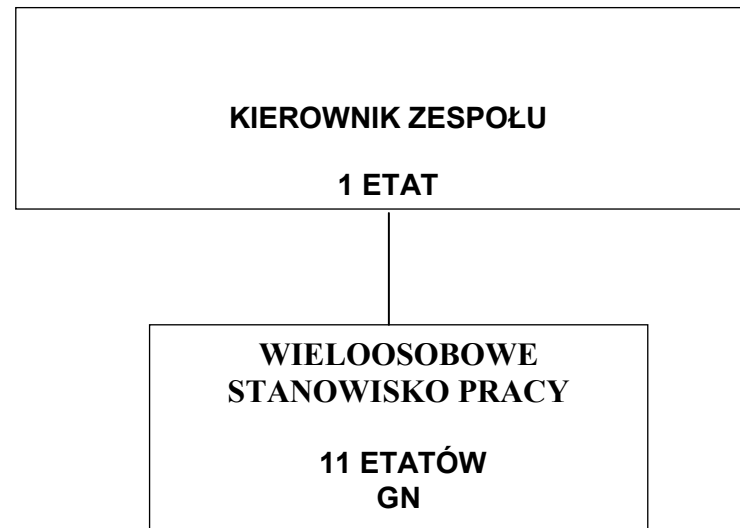 KIEROWNIK ZESPOŁU
1 ETAT
WIELOOSOBOWE
STANOWISKO PRACY
11 ETATÓW
GN